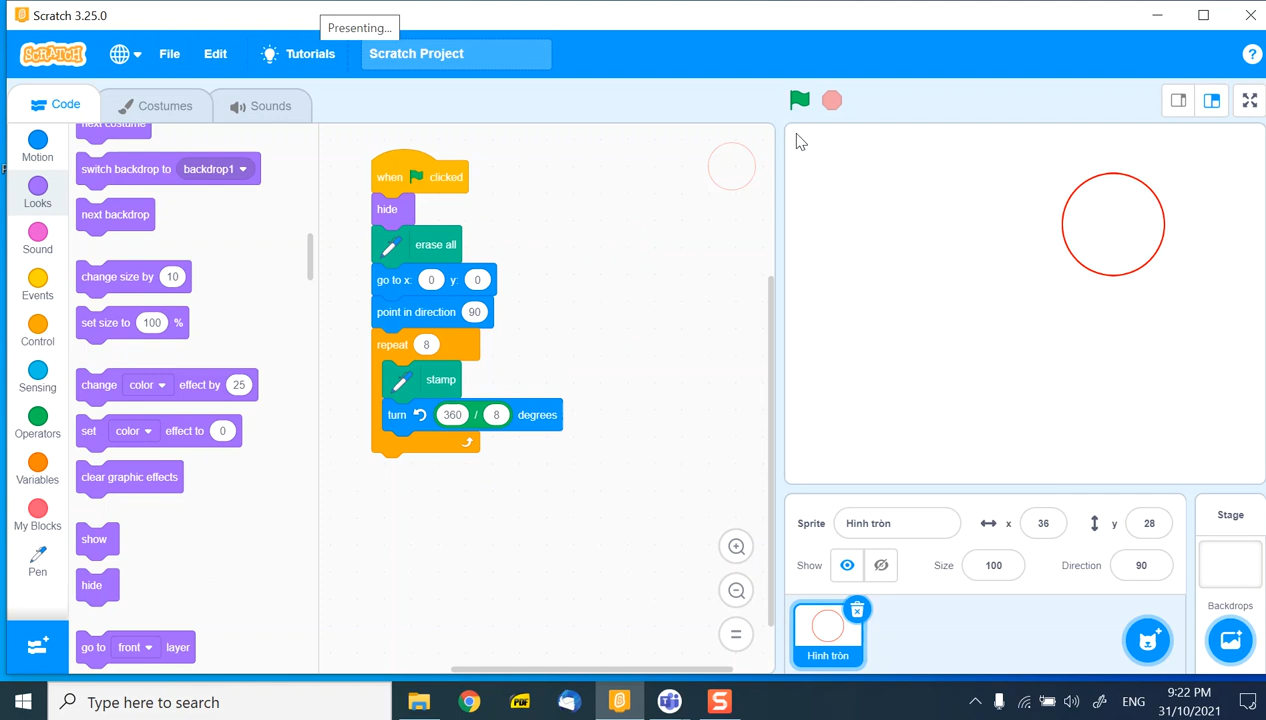 Scratch 3.25.0
Presenting...
SCRATCH
File
Edit
Tutorials
Scratch Project
?
Code
Costumes
Sounds
Motion
Looks
Sound
Events
Control
Sensing
Operators
Variables
My Blocks
Pen
next costume
switch backdrop to backdrop1
next backdrop
change size by 10
set size to 100 %
change color effect by 25
set color effect to 0
clear graphic effects
show
hide
go to front layer
when clicked
hide
erase all
go to x: 0 y: 0
point in direction 90
repeat 8
stamp
turn 360 / 8 degrees
Sprite Hình tròn x 36 y 28
Show Size 100 Direction 90
Hình tròn
Stage
Backdrops
Type here to search
PDF
ENG
9:22 PM
31/10/2021